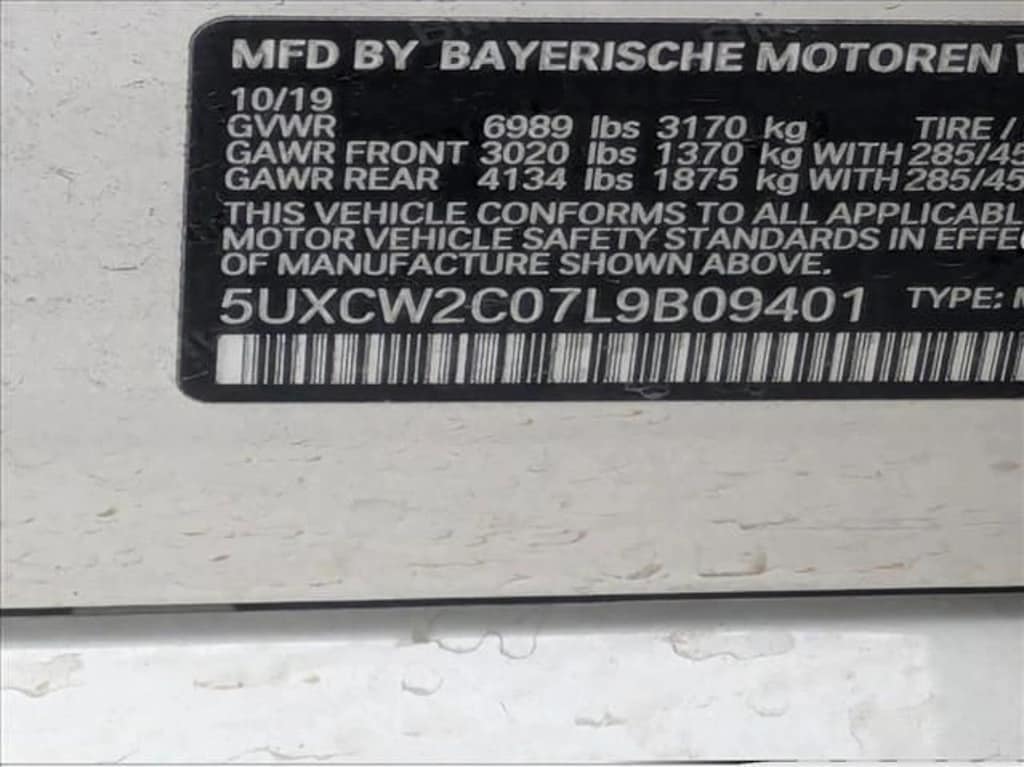 MFD BY BAYERISCHE MOTOREN
10/19
GVWR 6989 lbs 3170 kg TIRE /
GAWR FRONT 3020 lbs 1370 kg WITH 285/45
GAWR REAR 4134 lbs 1875 kg WITH 285/45
THIS VEHICLE CONFORMS TO ALL
MOTOR VEHICLE SAFETY STANDARDS IN
OF MANUFACTURE SHOWN ABOVE.
5UXCW2C07L9B09401 TYPE: